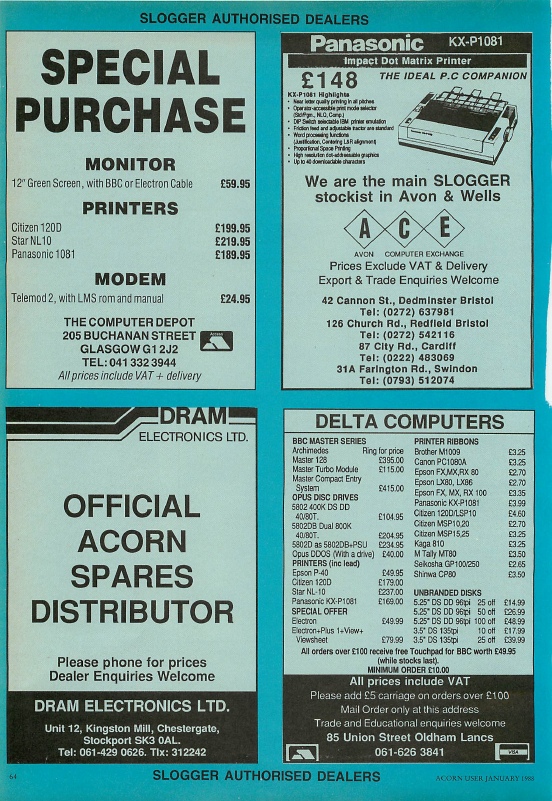 SLOGGER AUTHORISED DEALERS
SPECIAL
PURCHASE
MONITOR
12" Green Screen, with BBC or Electron Cable £59.95
PRINTERS
Citizen 120D £199.95
Star NL10 £219.95
Panasonic 1081 £189.95
MODEM
Telemod 2, with LMS rom and manual £24.95
THE COMPUTER DEPOT
205 BUCHANAN STREET
GLASGOW G1 2J2
TEL: 041 332 3944
All prices include VAT + delivery
Access
Panasonic KX-P1081
Impact Dot Matrix Printer
£148 THE IDEAL P.C COMPANION
KX-P1081 Highlights
• Near letter quality printing in all pitches
• Operator-accessible print mode selector
(Std/Pgm., NLQ, Comp.)
• DIP Switch selectable IBM printer emulation
• Friction feed and adjustable tractor are standard
• Word processing functions
(Justification, Centering L&R alignment)
• Proportional Space Printing
• High resolution dot-addressable graphics
• Up to 40 downloadable characters
We are the main SLOGGER
stockist in Avon & Wells
A C E
AVON COMPUTER EXCHANGE
Prices Exclude VAT & Delivery
Export & Trade Enquiries Welcome
42 Cannon St., Dedminster Bristol
Tel: (0272) 637981
126 Church Rd., Redfield Bristol
Tel: (0272) 542116
87 City Rd., Cardiff
Tel: (0222) 483069
31A Farington Rd., Swindon
Tel: (0793) 512074
DRAM
ELECTRONICS LTD.
OFFICIAL
ACORN
SPARES
DISTRIBUTOR
Please phone for prices
Dealer Enquiries Welcome
DRAM ELECTRONICS LTD.
Unit 12, Kingston Mill, Chestergate,
Stockport SK3 0AL.
Tel: 061-429 0626. Tlx: 312242
DELTA COMPUTERS
BBC MASTER SERIES
Archimedes Ring for price
Master 128 £395.00
Master Turbo Module £115.00
Master Compact Entry
System £415.00
OPUS DISC DRIVES
5802 400K DS DD
40/80T. £104.95
5802DB Dual 800K
40/80T. £204.95
5802D as 5802DB+PSU £234.95
Opus DDOS (With a drive) £40.00
PRINTERS (inc lead)
Epson P-40 £49.95
Citizen 120D £179.00
Star NL-10 £237.00
Panasonic KX-P1081 £169.00
SPECIAL OFFER
Electron £49.99
Electron+Plus 1+View+
Viewsheet £79.99
PRINTER RIBBONS
Brother M1009 £3.25
Canon PC1080A £3.25
Epson FX,MX,RX 80 £2.70
Epson LX80, LX86 £2.70
Epson FX, MX, RX 100 £3.35
Panasonic KX-P1081 £3.99
Citizen 120D/LSP10 £4.60
Citizen MSP10,20 £2.70
Citizen MSP15,25 £3.25
Kaga 810 £3.25
M Tally MT80 £3.50
Seikosha GP100/250 £2.65
Shinwa CP80 £3.50
UNBRANDED DISKS
5.25" DS DD 96tpi 25 off £14.99
5.25" DS DD 96tpi 50 off £26.99
5.25" DS DD 96tpi 100 off £48.99
3.5" DS 135tpi 10 off £17.99
3.5" DS 135tpi 25 off £39.99
All orders over £100 receive free Touchpad for BBC worth £49.95
(while stocks last).
MINIMUM ORDER £10.00
All prices include VAT
Please add £5 carriage on orders over £100
Mail Order only at this address
Trade and Educational enquiries welcome
85 Union Street Oldham Lancs
061-626 3841
VISA
64
SLOGGER AUTHORISED DEALERS
ACORN USER JANUARY 1988